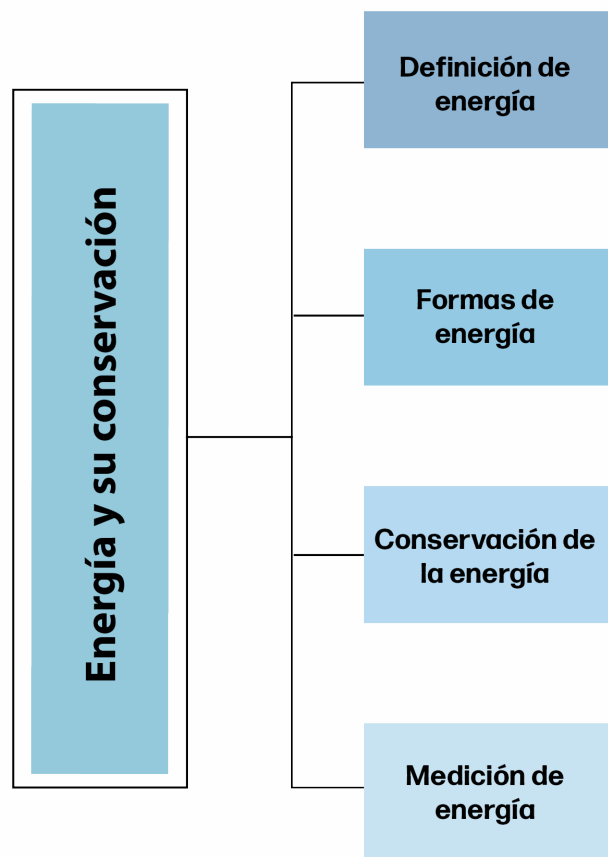 Energía y su conservación
Definición de
energía
Formas de
energía
Conservación de
la energía
Medición de
energía